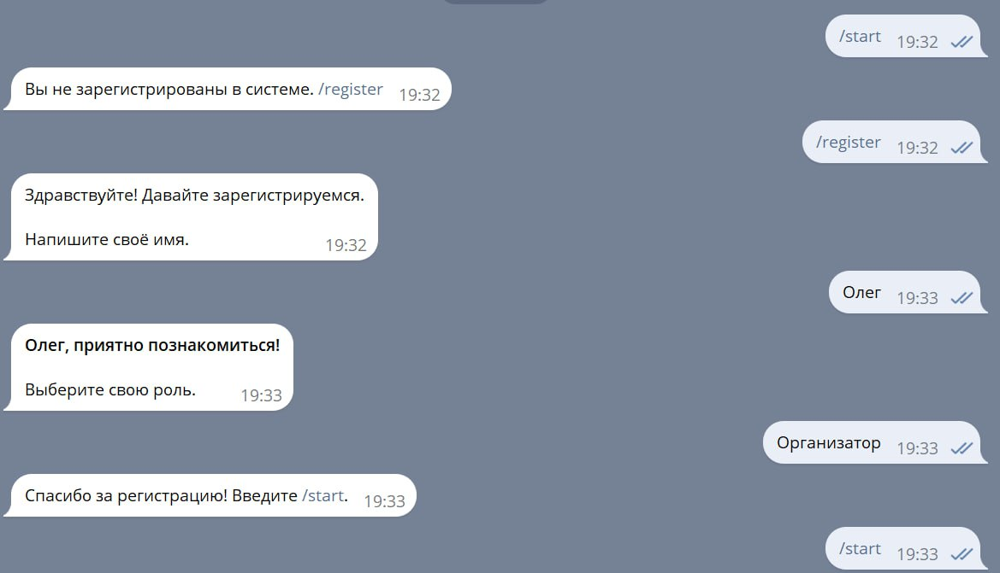 /start 19:32
Вы не зарегистрированы в системе. /register 19:32
/register 19:32
Здравствуйте! Давайте зарегистрируемся.
Напишите своё имя. 19:32
Олег 19:33
Олег, приятно познакомиться!
Выберите свою роль. 19:33
Организатор 19:33
Спасибо за регистрацию! Введите /start. 19:33
/start 19:33